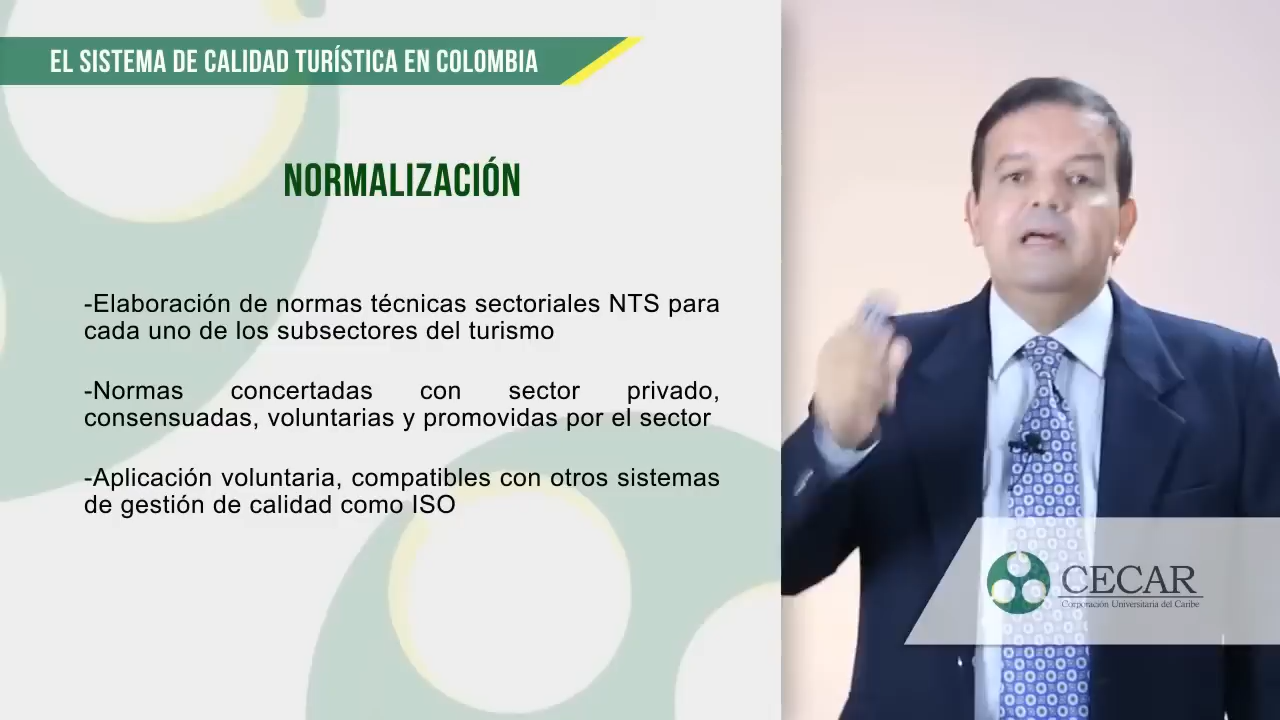 EL SISTEMA DE CALIDAD TURÍSTICA EN COLOMBIA
NORMALIZACIÓN
-Elaboración de normas técnicas sectoriales NTS para
cada uno de los subsectores del turismo
-Normas concertadas con sector privado,
consensuadas, voluntarias y promovidas por el sector
-Aplicación voluntaria, compatibles con otros sistemas
de gestión de calidad como ISO
CECAR
Corporación Universitaria del Caribe